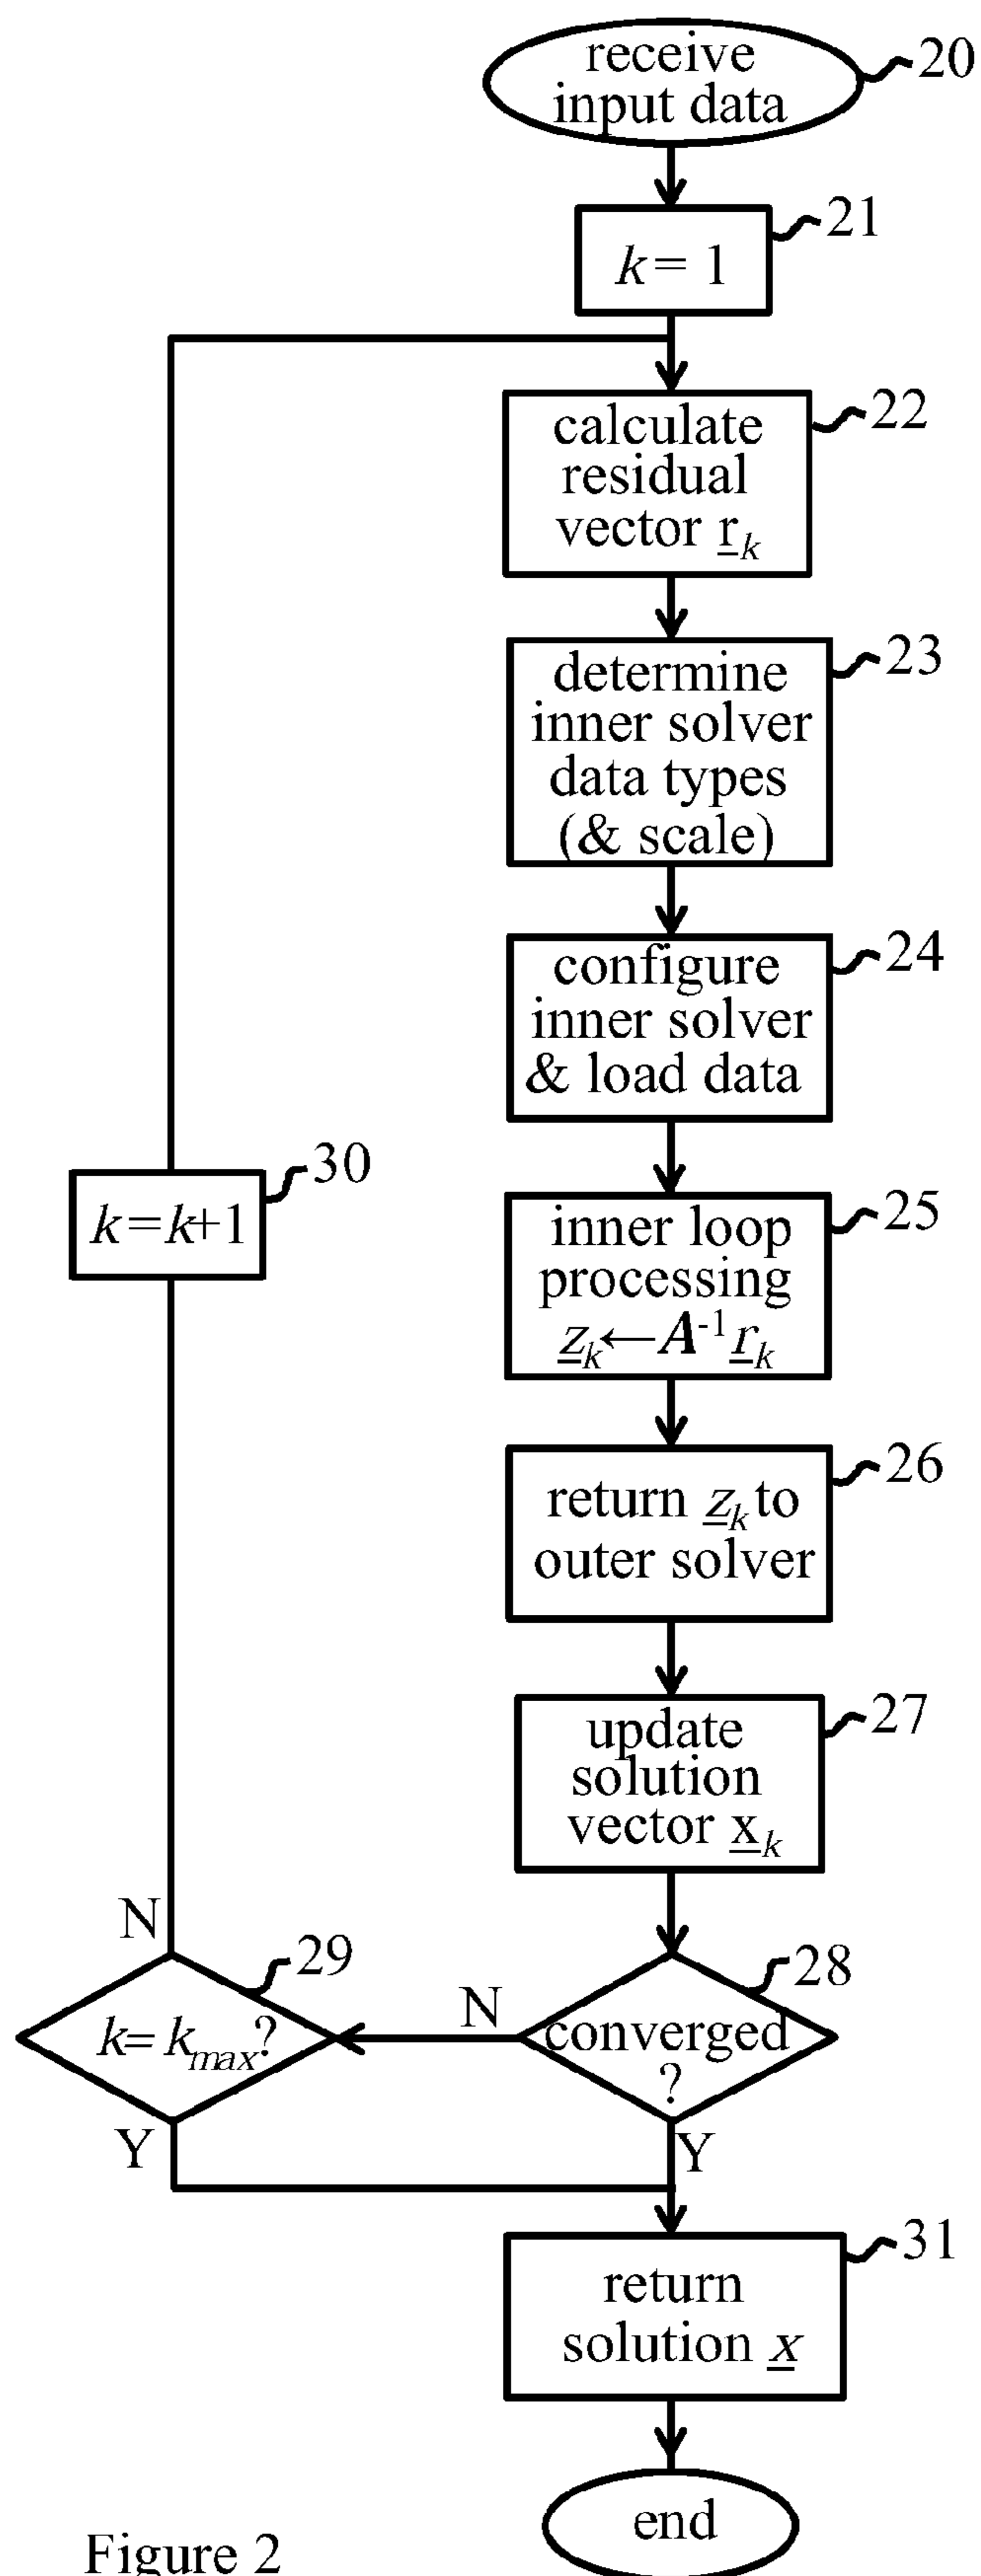 receive
input data
20
k = 1
21
calculate
residual
vector r_k
22
determine
inner solver
data types
(& scale)
23
configure
inner solver
& load data
24
k=k+1
30
inner loop
processing
z_k←A^-1 r_k
25
return z_k to
outer solver
26
update
solution
vector x_k
27
N
k= k_max?
29
Y
N
converged
?
28
Y
return
solution x
31
end
Figure 2